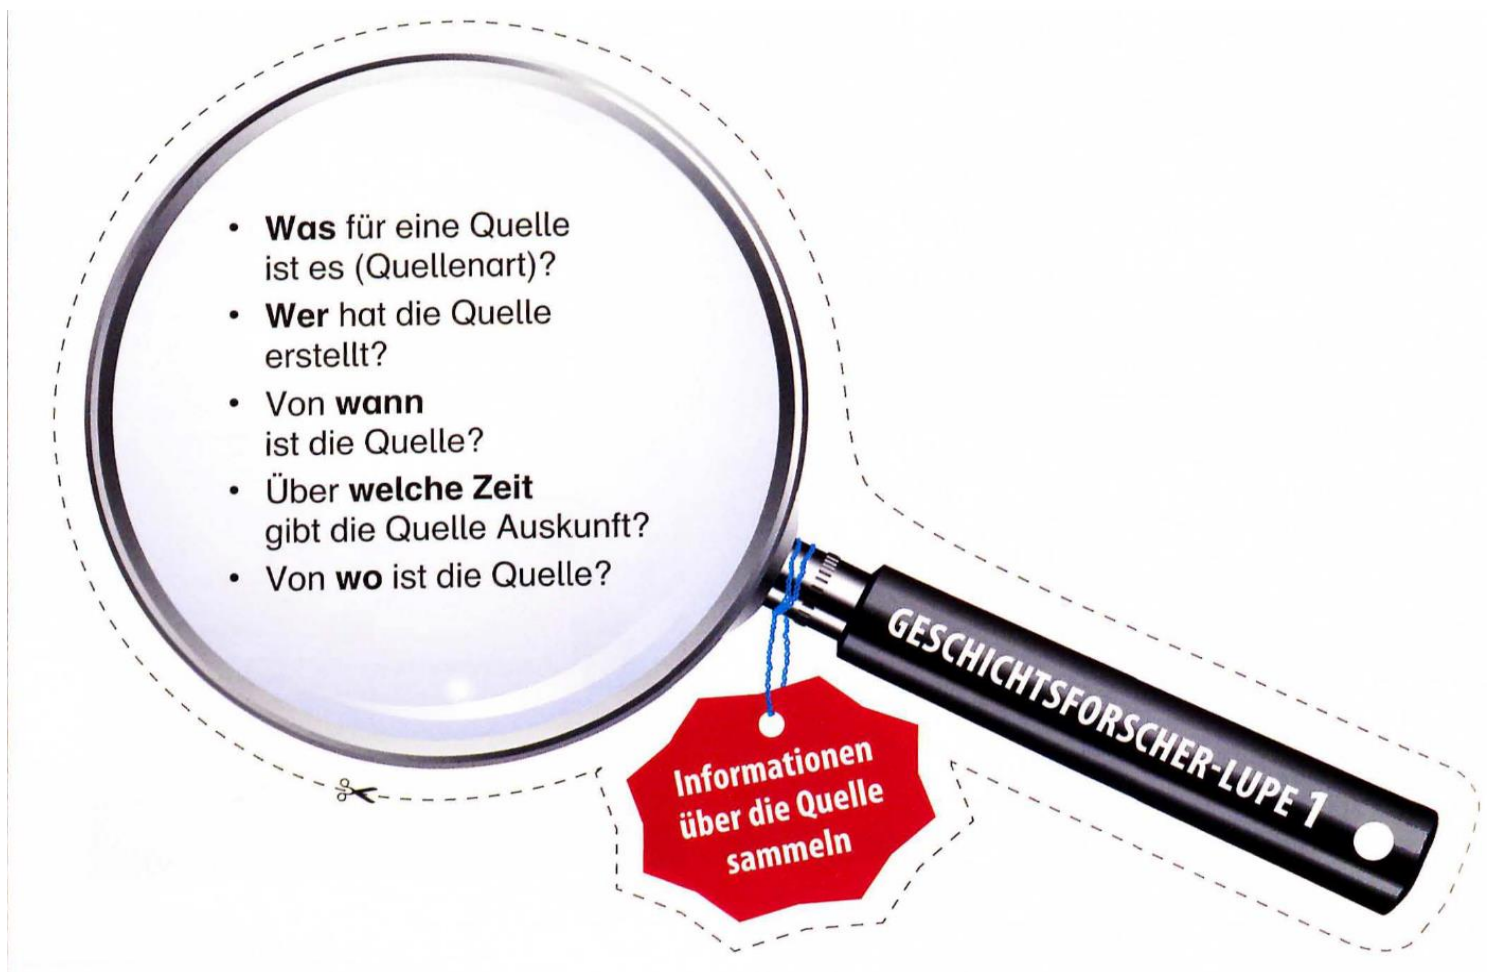 • Was für eine Quelle
ist es (Quellenart)?
• Wer hat die Quelle
erstellt?
• Von wann
ist die Quelle?
• Über welche Zeit
gibt die Quelle Auskunft?
• Von wo ist die Quelle?
GESCHICHTSFORSCHER-LUPE 1
Informationen
über die Quelle
sammeln